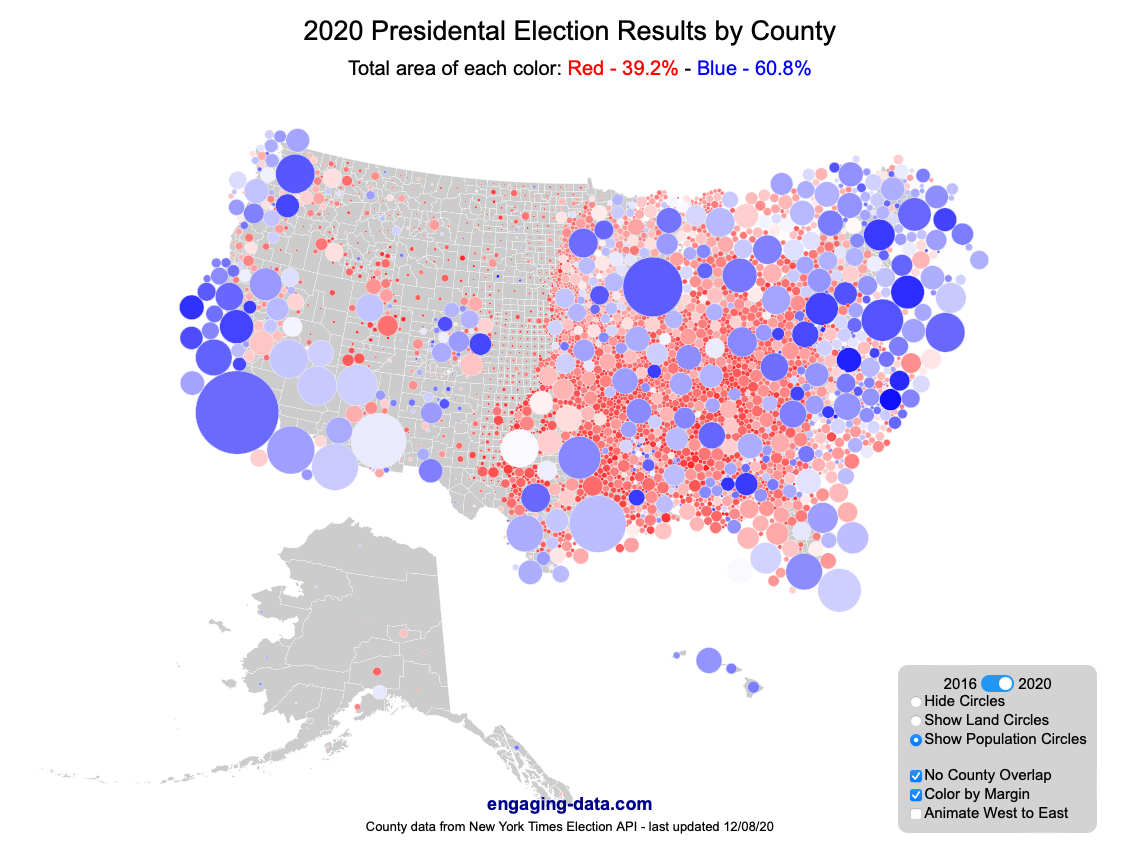 2020 Presidental Election Results by County
Total area of each color: Red - 39.2% - Blue - 60.8%
2016 2020
Hide Circles
Show Land Circles
Show Population Circles
No County Overlap
Color by Margin
Animate West to East
engaging-data.com
County data from New York Times Election API - last updated 12/08/20